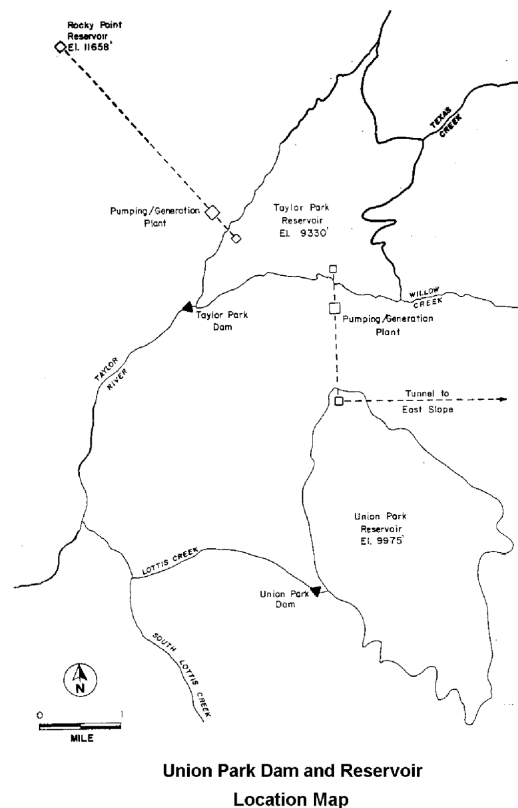 Rocky Point
Reservoir
El. 11658'
TEXAS
CREEK
Pumping/Generation
Plant
Taylor Park
Reservoir
El. 9330'
WILLOW
CREEK
Taylor Park
Dam
Pumping/Generation
Plant
TAYLOR
RIVER
Tunnel to
East Slope
Union Park
Reservoir
El. 9975'
LOTTIS CREEK
Union Park
Dam
SOUTH LOTTIS CREEK
N
0 1
MILE
Union Park Dam and Reservoir
Location Map